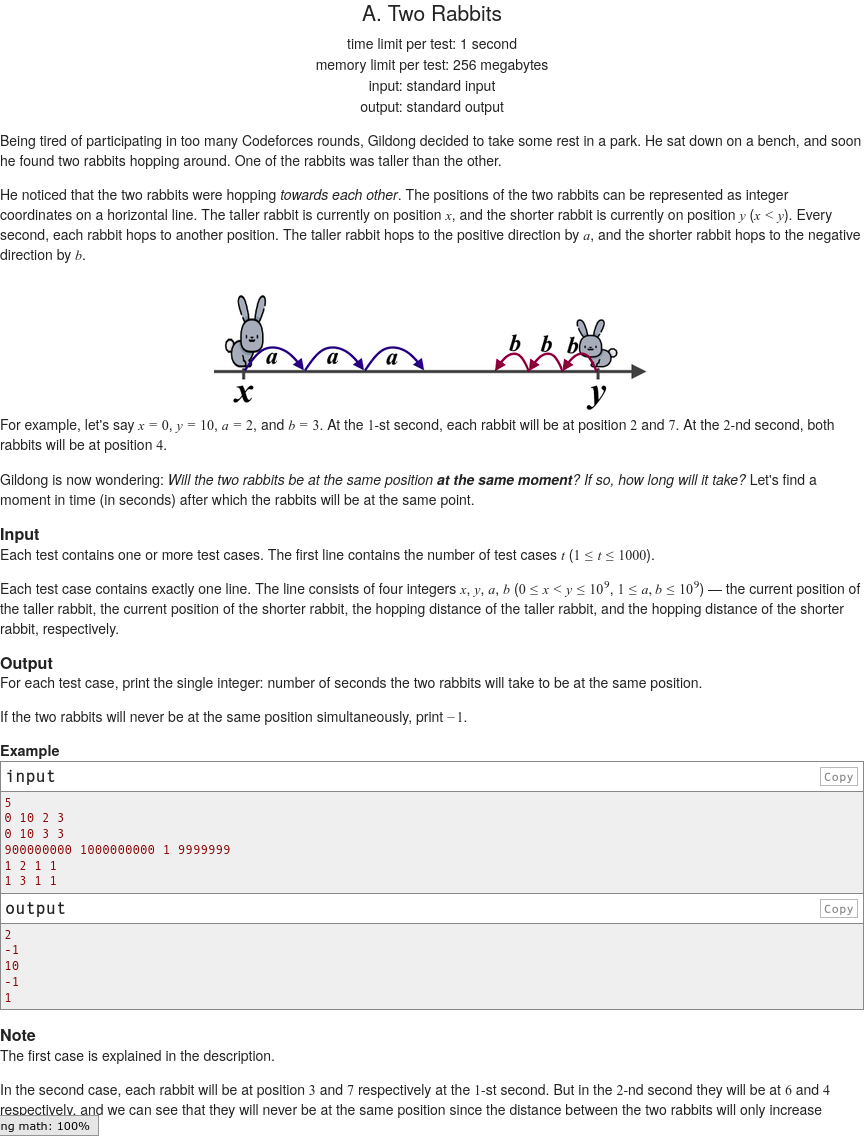 A. Two Rabbits
time limit per test: 1 second
memory limit per test: 256 megabytes
input: standard input
output: standard output
Being tired of participating in too many Codeforces rounds, Gildong decided to take some rest in a park. He sat down on a bench, and soon
he found two rabbits hopping around. One of the rabbits was taller than the other.
He noticed that the two rabbits were hopping towards each other. The positions of the two rabbits can be represented as integer
coordinates on a horizontal line. The taller rabbit is currently on position x, and the shorter rabbit is currently on position y (x < y). Every
second, each rabbit hops to another position. The taller rabbit hops to the positive direction by a, and the shorter rabbit hops to the negative
direction by b.
a a a b b b
x y
For example, let's say x = 0, y = 10, a = 2, and b = 3. At the 1-st second, each rabbit will be at position 2 and 7. At the 2-nd second, both
rabbits will be at position 4.
Gildong is now wondering: Will the two rabbits be at the same position at the same moment? If so, how long will it take? Let's find a
moment in time (in seconds) after which the rabbits will be at the same point.
Input
Each test contains one or more test cases. The first line contains the number of test cases t (1 ≤ t ≤ 1000).
Each test case contains exactly one line. The line consists of four integers x, y, a, b (0 ≤ x < y ≤ 10⁹, 1 ≤ a, b ≤ 10⁹) — the current position of
the taller rabbit, the current position of the shorter rabbit, the hopping distance of the taller rabbit, and the hopping distance of the shorter
rabbit, respectively.
Output
For each test case, print the single integer: number of seconds the two rabbits will take to be at the same position.
If the two rabbits will never be at the same position simultaneously, print −1.
Example
input Copy
5
0 10 2 3
0 10 3 3
900000000 1000000000 1 9999999
1 2 1 1
1 3 1 1
output Copy
2
-1
10
-1
1
Note
The first case is explained in the description.
In the second case, each rabbit will be at position 3 and 7 respectively at the 1-st second. But in the 2-nd second they will be at 6 and 4
respectively, and we can see that they will never be at the same position since the distance between the two rabbits will only increase
ng math: 100%